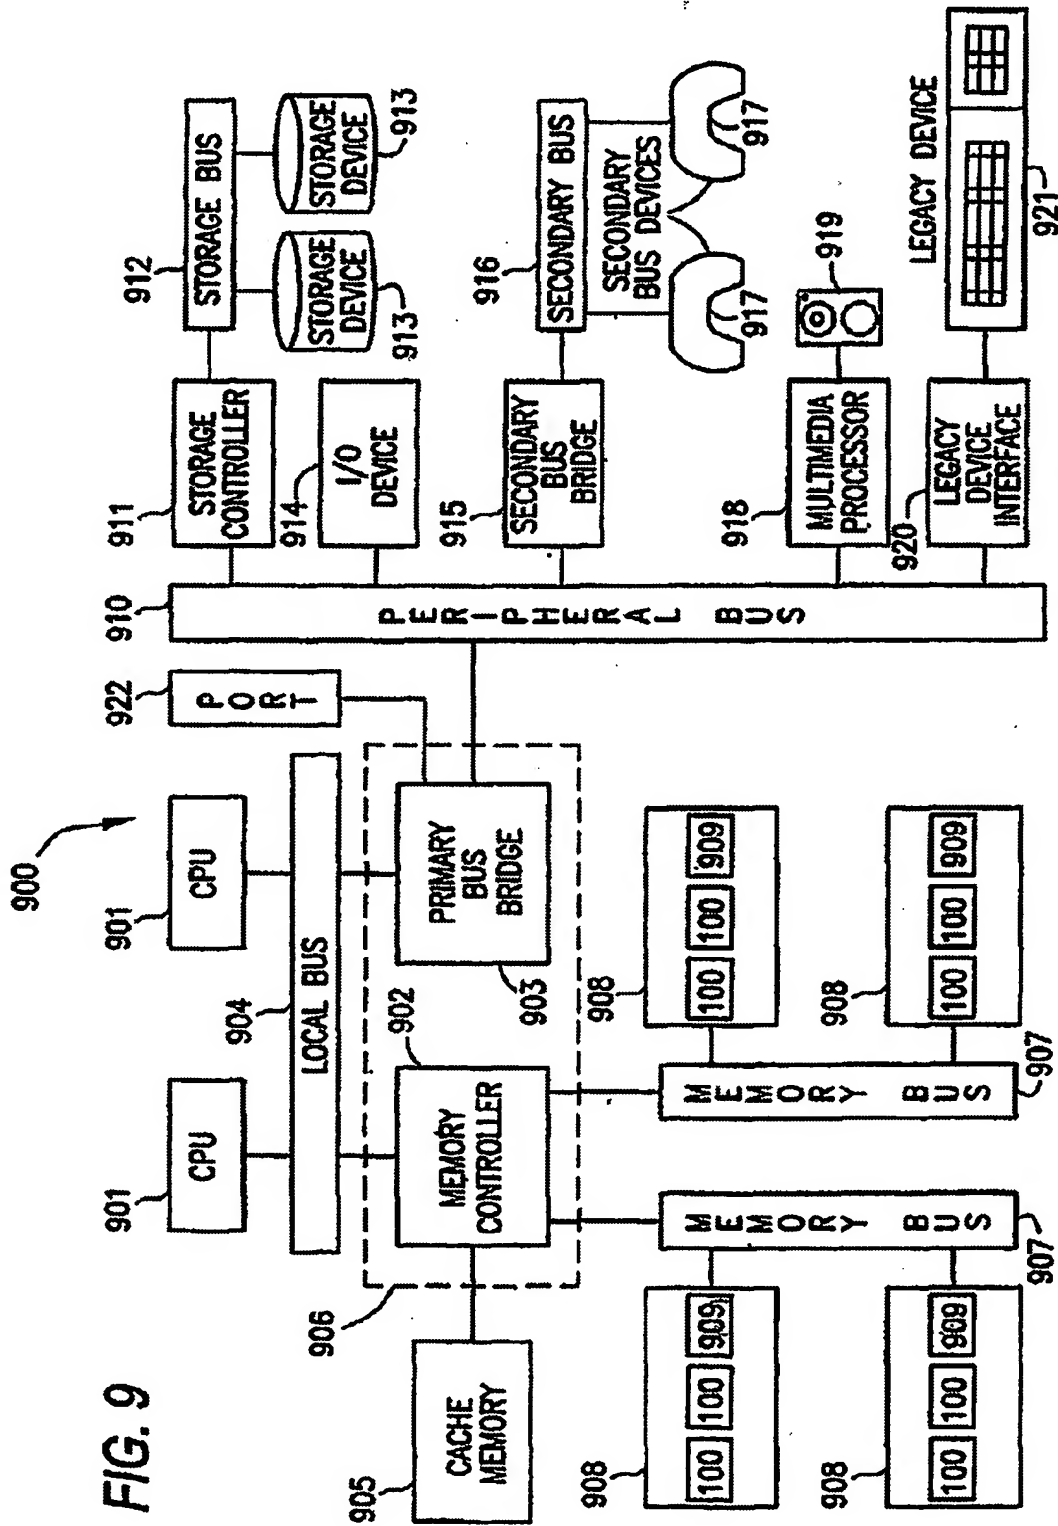 FIG. 9
900
901
CPU
901
CPU
922
PORT
904
LOCAL BUS
910
PERIPHERAL BUS
906
902
MEMORY
CONTROLLER
903
PRIMARY
BUS
BRIDGE
905
CACHE
MEMORY
907
MEMORY BUS
907
MEMORY BUS
908
100
100
909
908
100
100
909
908
100
100
909
908
100
100
909
911
STORAGE
CONTROLLER
912
STORAGE BUS
STORAGE
DEVICE
913
STORAGE
DEVICE
913
914
I/O
DEVICE
915
SECONDARY
BUS
BRIDGE
916
SECONDARY BUS
SECONDARY
BUS DEVICES
917
917
918
MULTIMEDIA
PROCESSOR
919
920
LEGACY
DEVICE
INTERFACE
LEGACY DEVICE
921